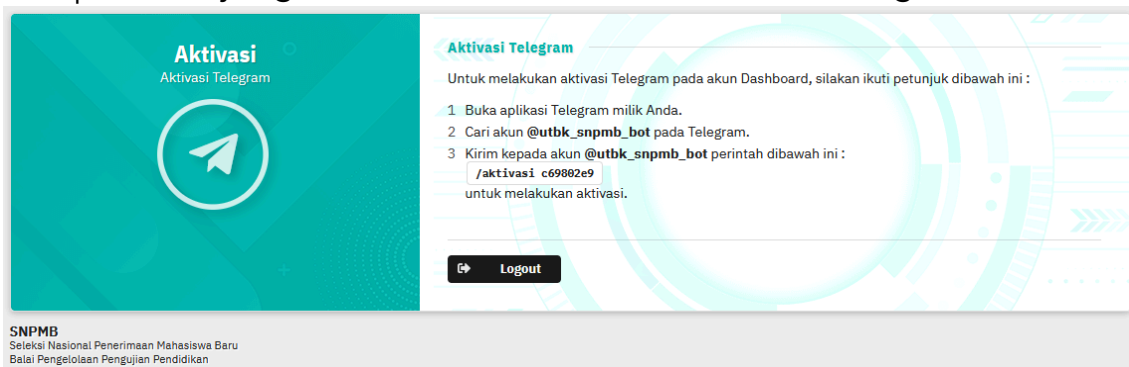 Aktivasi
Aktivasi Telegram
Aktivasi Telegram
Untuk melakukan aktivasi Telegram pada akun Dashboard, silakan ikuti petunjuk dibawah ini :
1 Buka aplikasi Telegram milik Anda.
2 Cari akun @utbk_snpmb_bot pada Telegram.
3 Kirim kepada akun @utbk_snpmb_bot perintah dibawah ini :
/aktivasi c69802e9
untuk melakukan aktivasi.
Logout
SNPMB
Seleksi Nasional Penerimaan Mahasiswa Baru
Balai Pengelolaan Pengujian Pendidikan